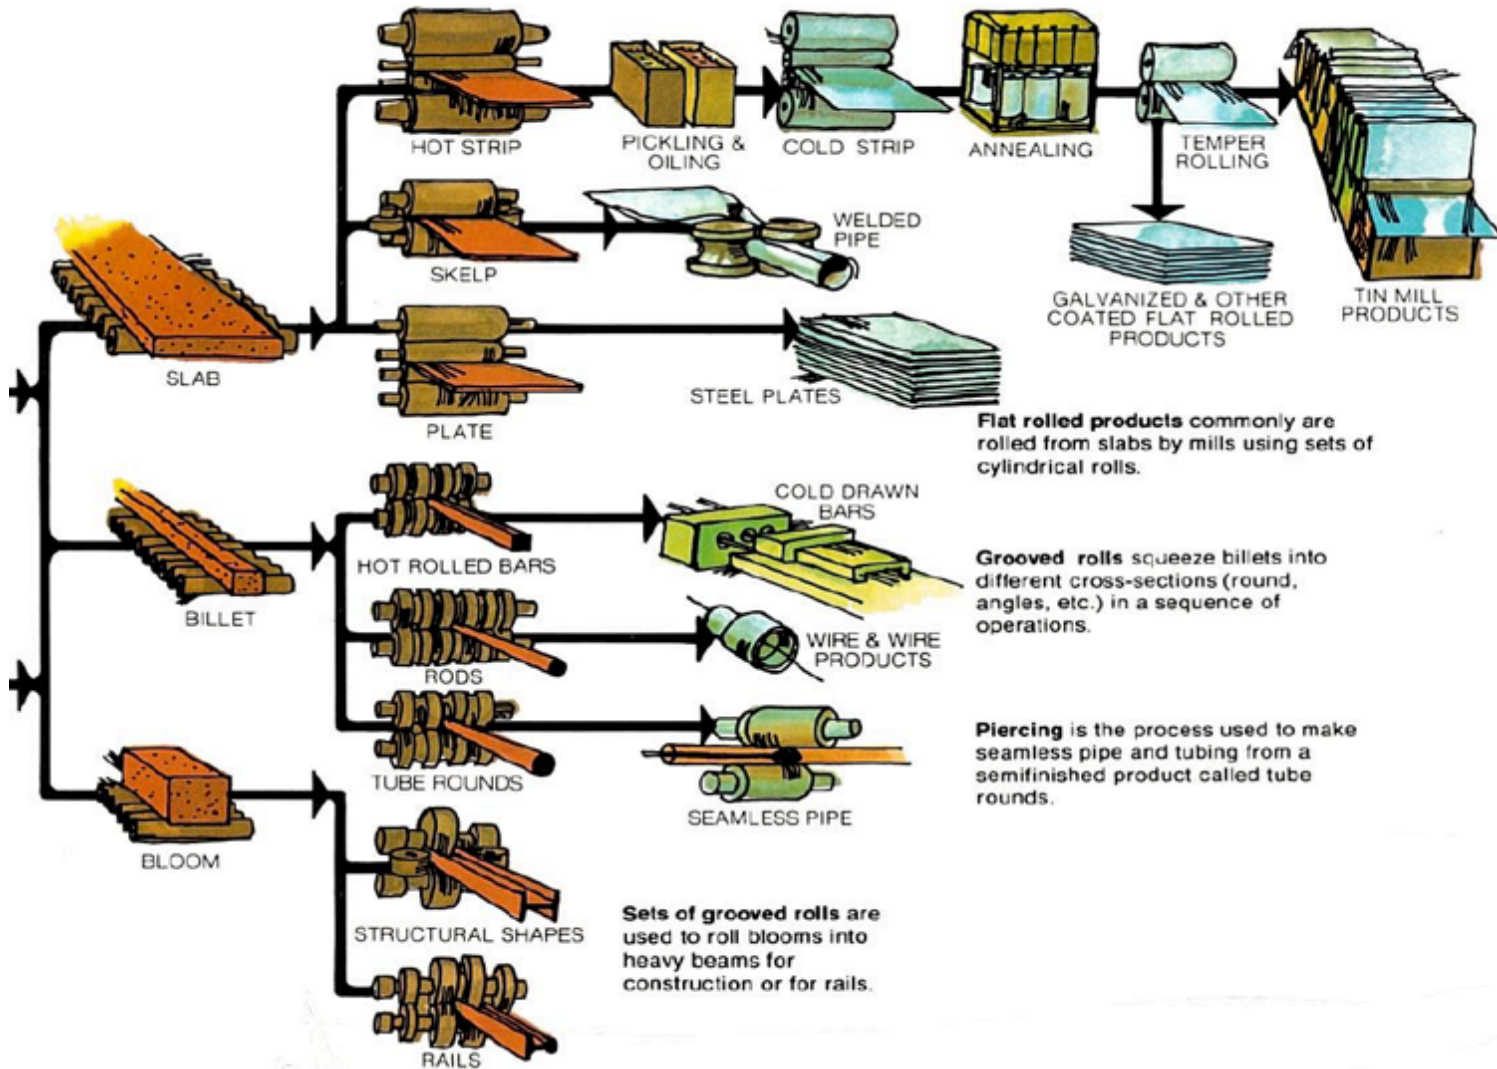 HOT STRIP
PICKLING &
OILING
COLD STRIP
ANNEALING
TEMPER
ROLLING
TIN MILL
PRODUCTS
GALVANIZED & OTHER
COATED FLAT ROLLED
PRODUCTS
SKELP
WELDED
PIPE
SLAB
PLATE
STEEL PLATES
Flat rolled products commonly are
rolled from slabs by mills using sets of
cylindrical rolls.
BILLET
HOT ROLLED BARS
COLD DRAWN
BARS
Grooved rolls squeeze billets into
different cross-sections (round,
angles, etc.) in a sequence of
operations.
RODS
WIRE & WIRE
PRODUCTS
TUBE ROUNDS
SEAMLESS PIPE
Piercing is the process used to make
seamless pipe and tubing from a
semifinished product called tube
rounds.
BLOOM
STRUCTURAL SHAPES
Sets of grooved rolls are
used to roll blooms into
heavy beams for
construction or for rails.
RAILS